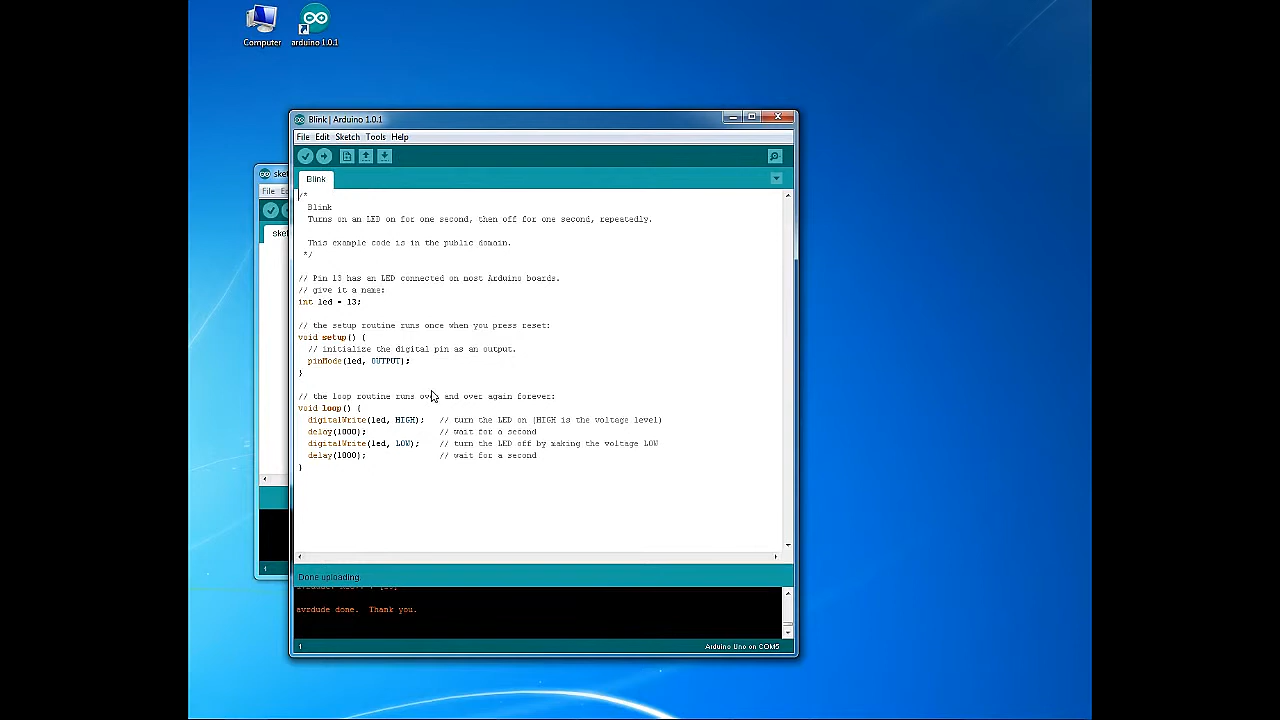 Computer
arduino 1.0.1
Blink | Arduino 1.0.1
File Edit Sketch Tools Help
Blink
/*
Blink
Turns on an LED on for one second, then off for one second, repeatedly.
This example code is in the public domain.
*/
// Pin 13 has an LED connected on most Arduino boards.
// give it a name:
int led = 13;
// the setup routine runs once when you press reset:
void setup() {
// initialize the digital pin as an output.
pinMode(led, OUTPUT);
}
// the loop routine runs over and over again forever:
void loop() {
digitalWrite(led, HIGH);   // turn the LED on (HIGH is the voltage level)
delay(1000);               // wait for a second
digitalWrite(led, LOW);    // turn the LED off by making the voltage LOW
delay(1000);               // wait for a second
}
Done uploading.
avrdude done.  Thank you.
1
Arduino Uno on COM5
File
1